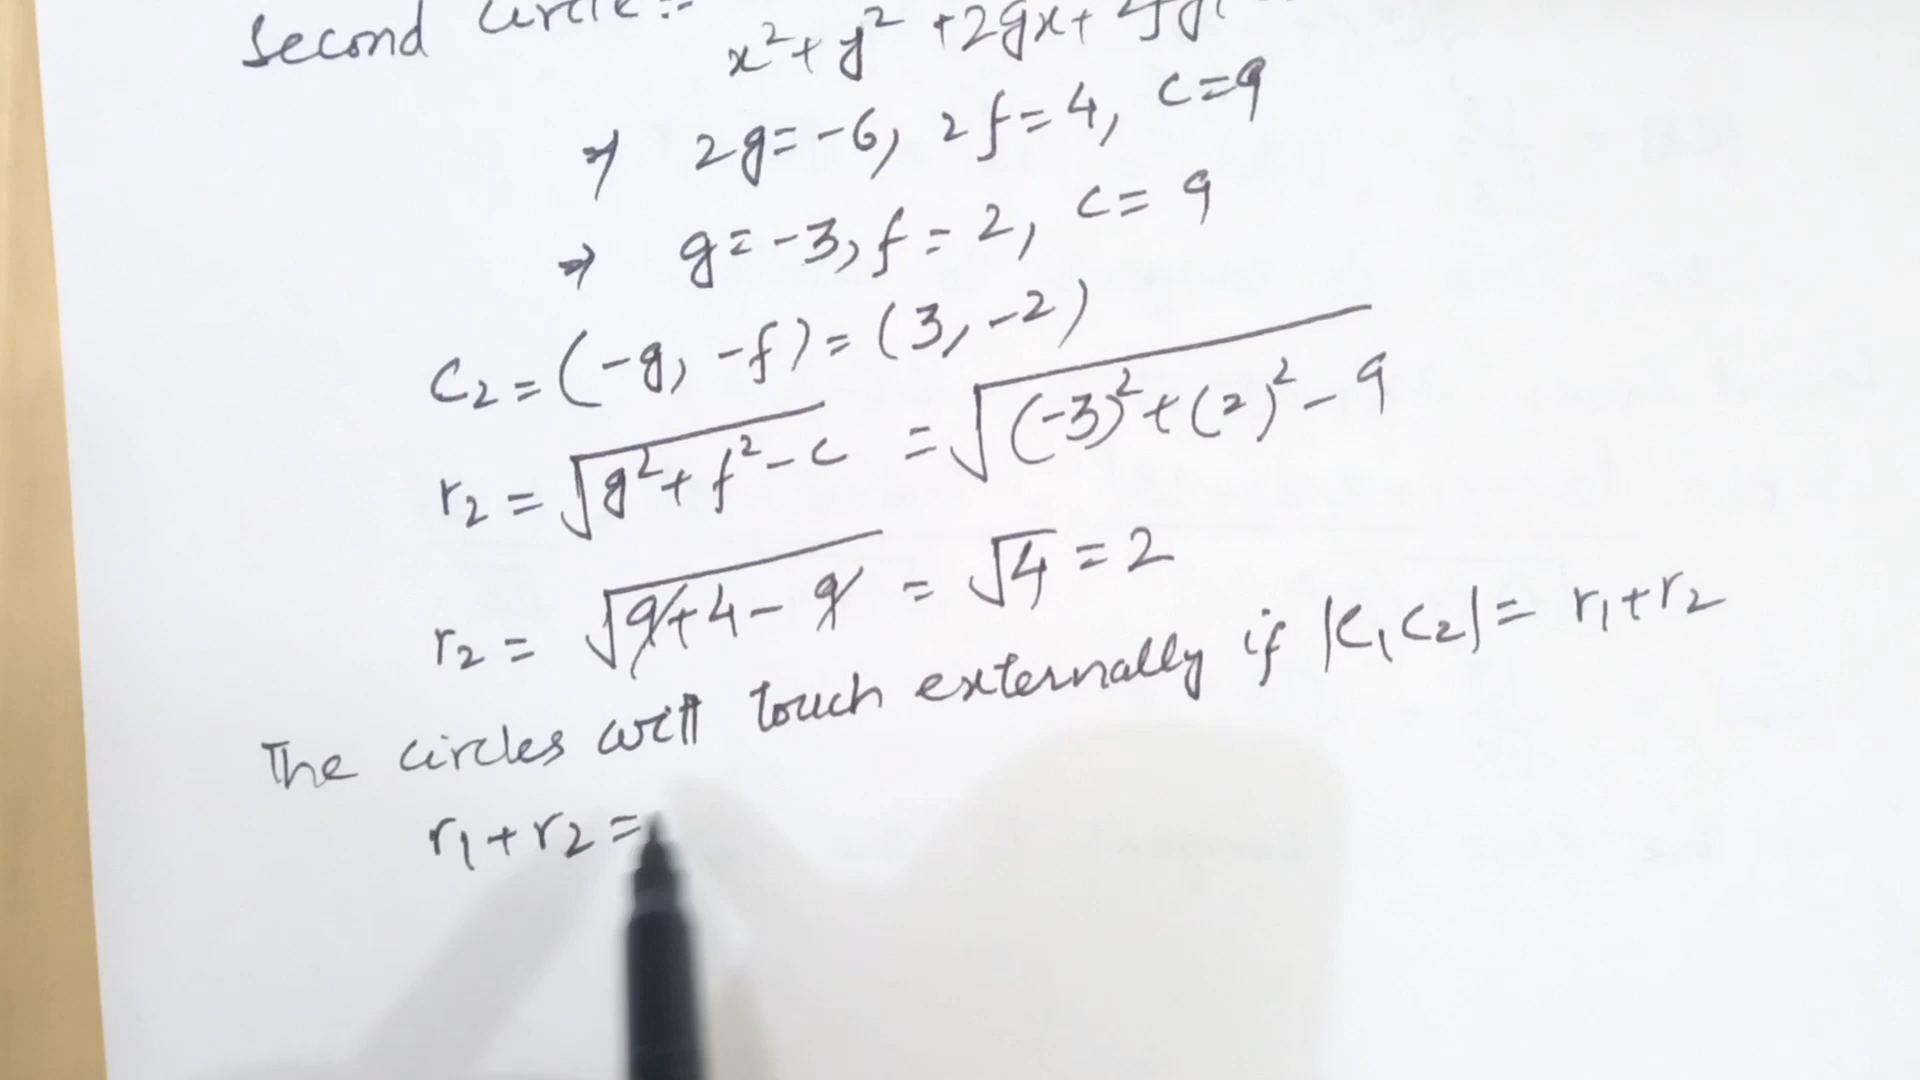 Second Circle:-
x²+y²+2gx+2fy
⇒ 2g=-6, 2f=4, c=9
⇒ g=-3, f=2, c=9
C₂=(-g, -f)=(3, -2)
r₂=√(g²+f²-c) =√((-3)²+(2)²-9)
r₂= √(9+4-9) = √4 =2
The circles will touch externally if |C₁C₂|= r₁+r₂
r₁+r₂=